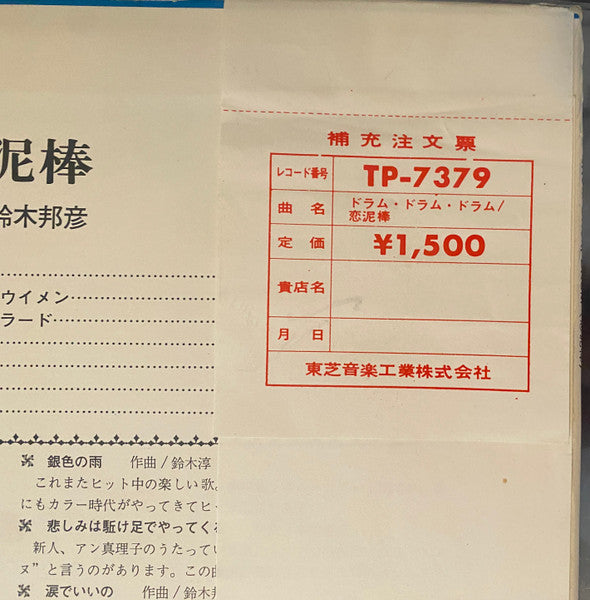 泥棒
鈴木邦彦
ウイメン
ラード
銀色の雨 作曲/鈴木淳
これまたヒット中の楽しい歌。
にもカラー時代がやってきてヒ
悲しみは駈け足でやってくる
新人、アン真理子のうたってい
ヌ”と言うのがあります。この曲
涙でいいの 作曲/鈴木邦
補充注文票
レコード番号 TP-7379
曲名 ドラム・ドラム・ドラム/
恋泥棒
定価 ¥1,500
貴店名
月日
東芝音楽工業株式会社